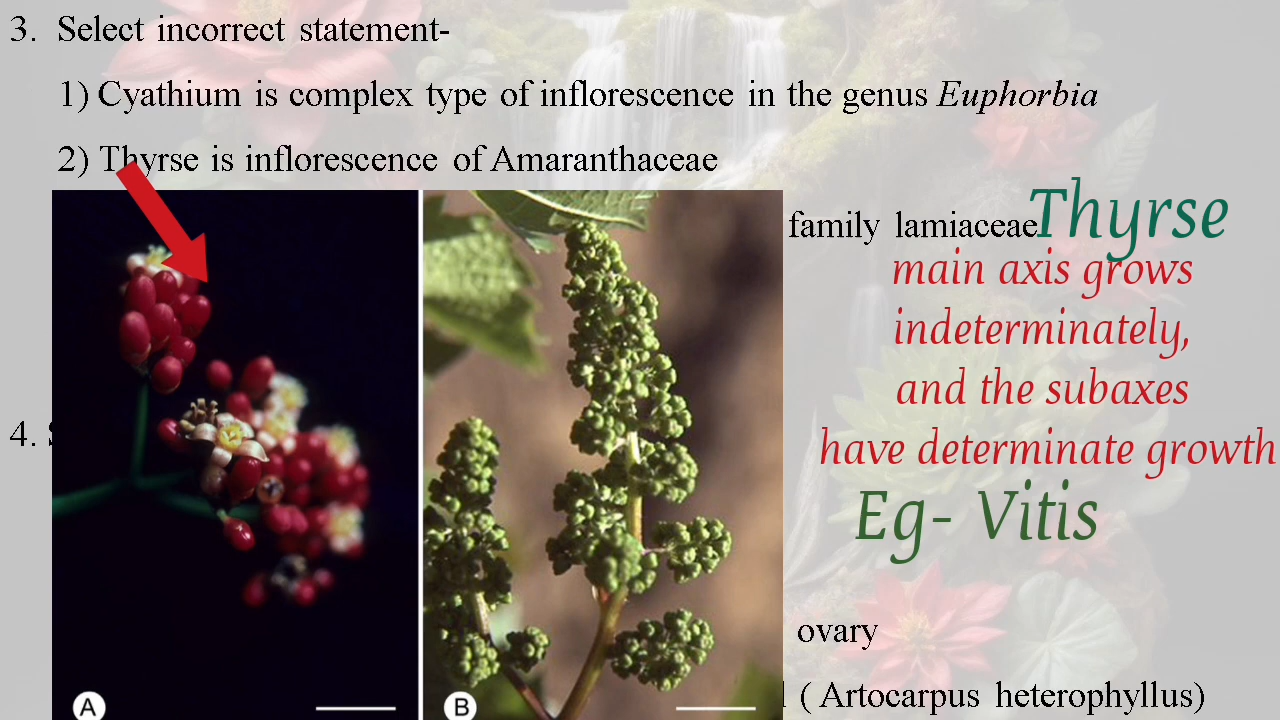 3. Select incorrect statement-
1) Cyathium is complex type of inflorescence in the genus Euphorbia
2) Thyrse is inflorescence of Amaranthaceae
family lamiaceae
Thyrse
main axis grows
indeterminately,
and the subaxes
have determinate growth
4.
Eg- Vitis
ovary
( Artocarpus heterophyllus)
A
B